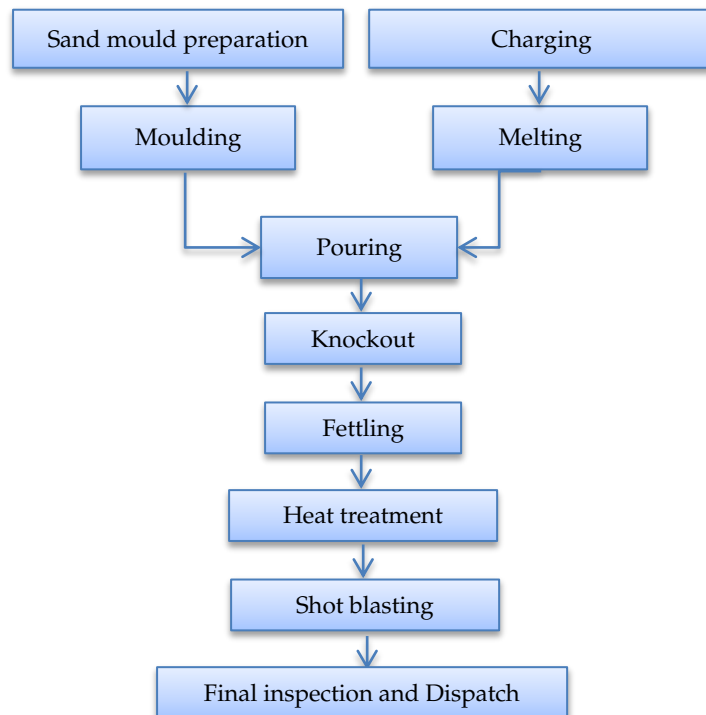 Sand mould preparation
Charging
Moulding
Melting
Pouring
Knockout
Fettling
Heat treatment
Shot blasting
Final inspection and Dispatch